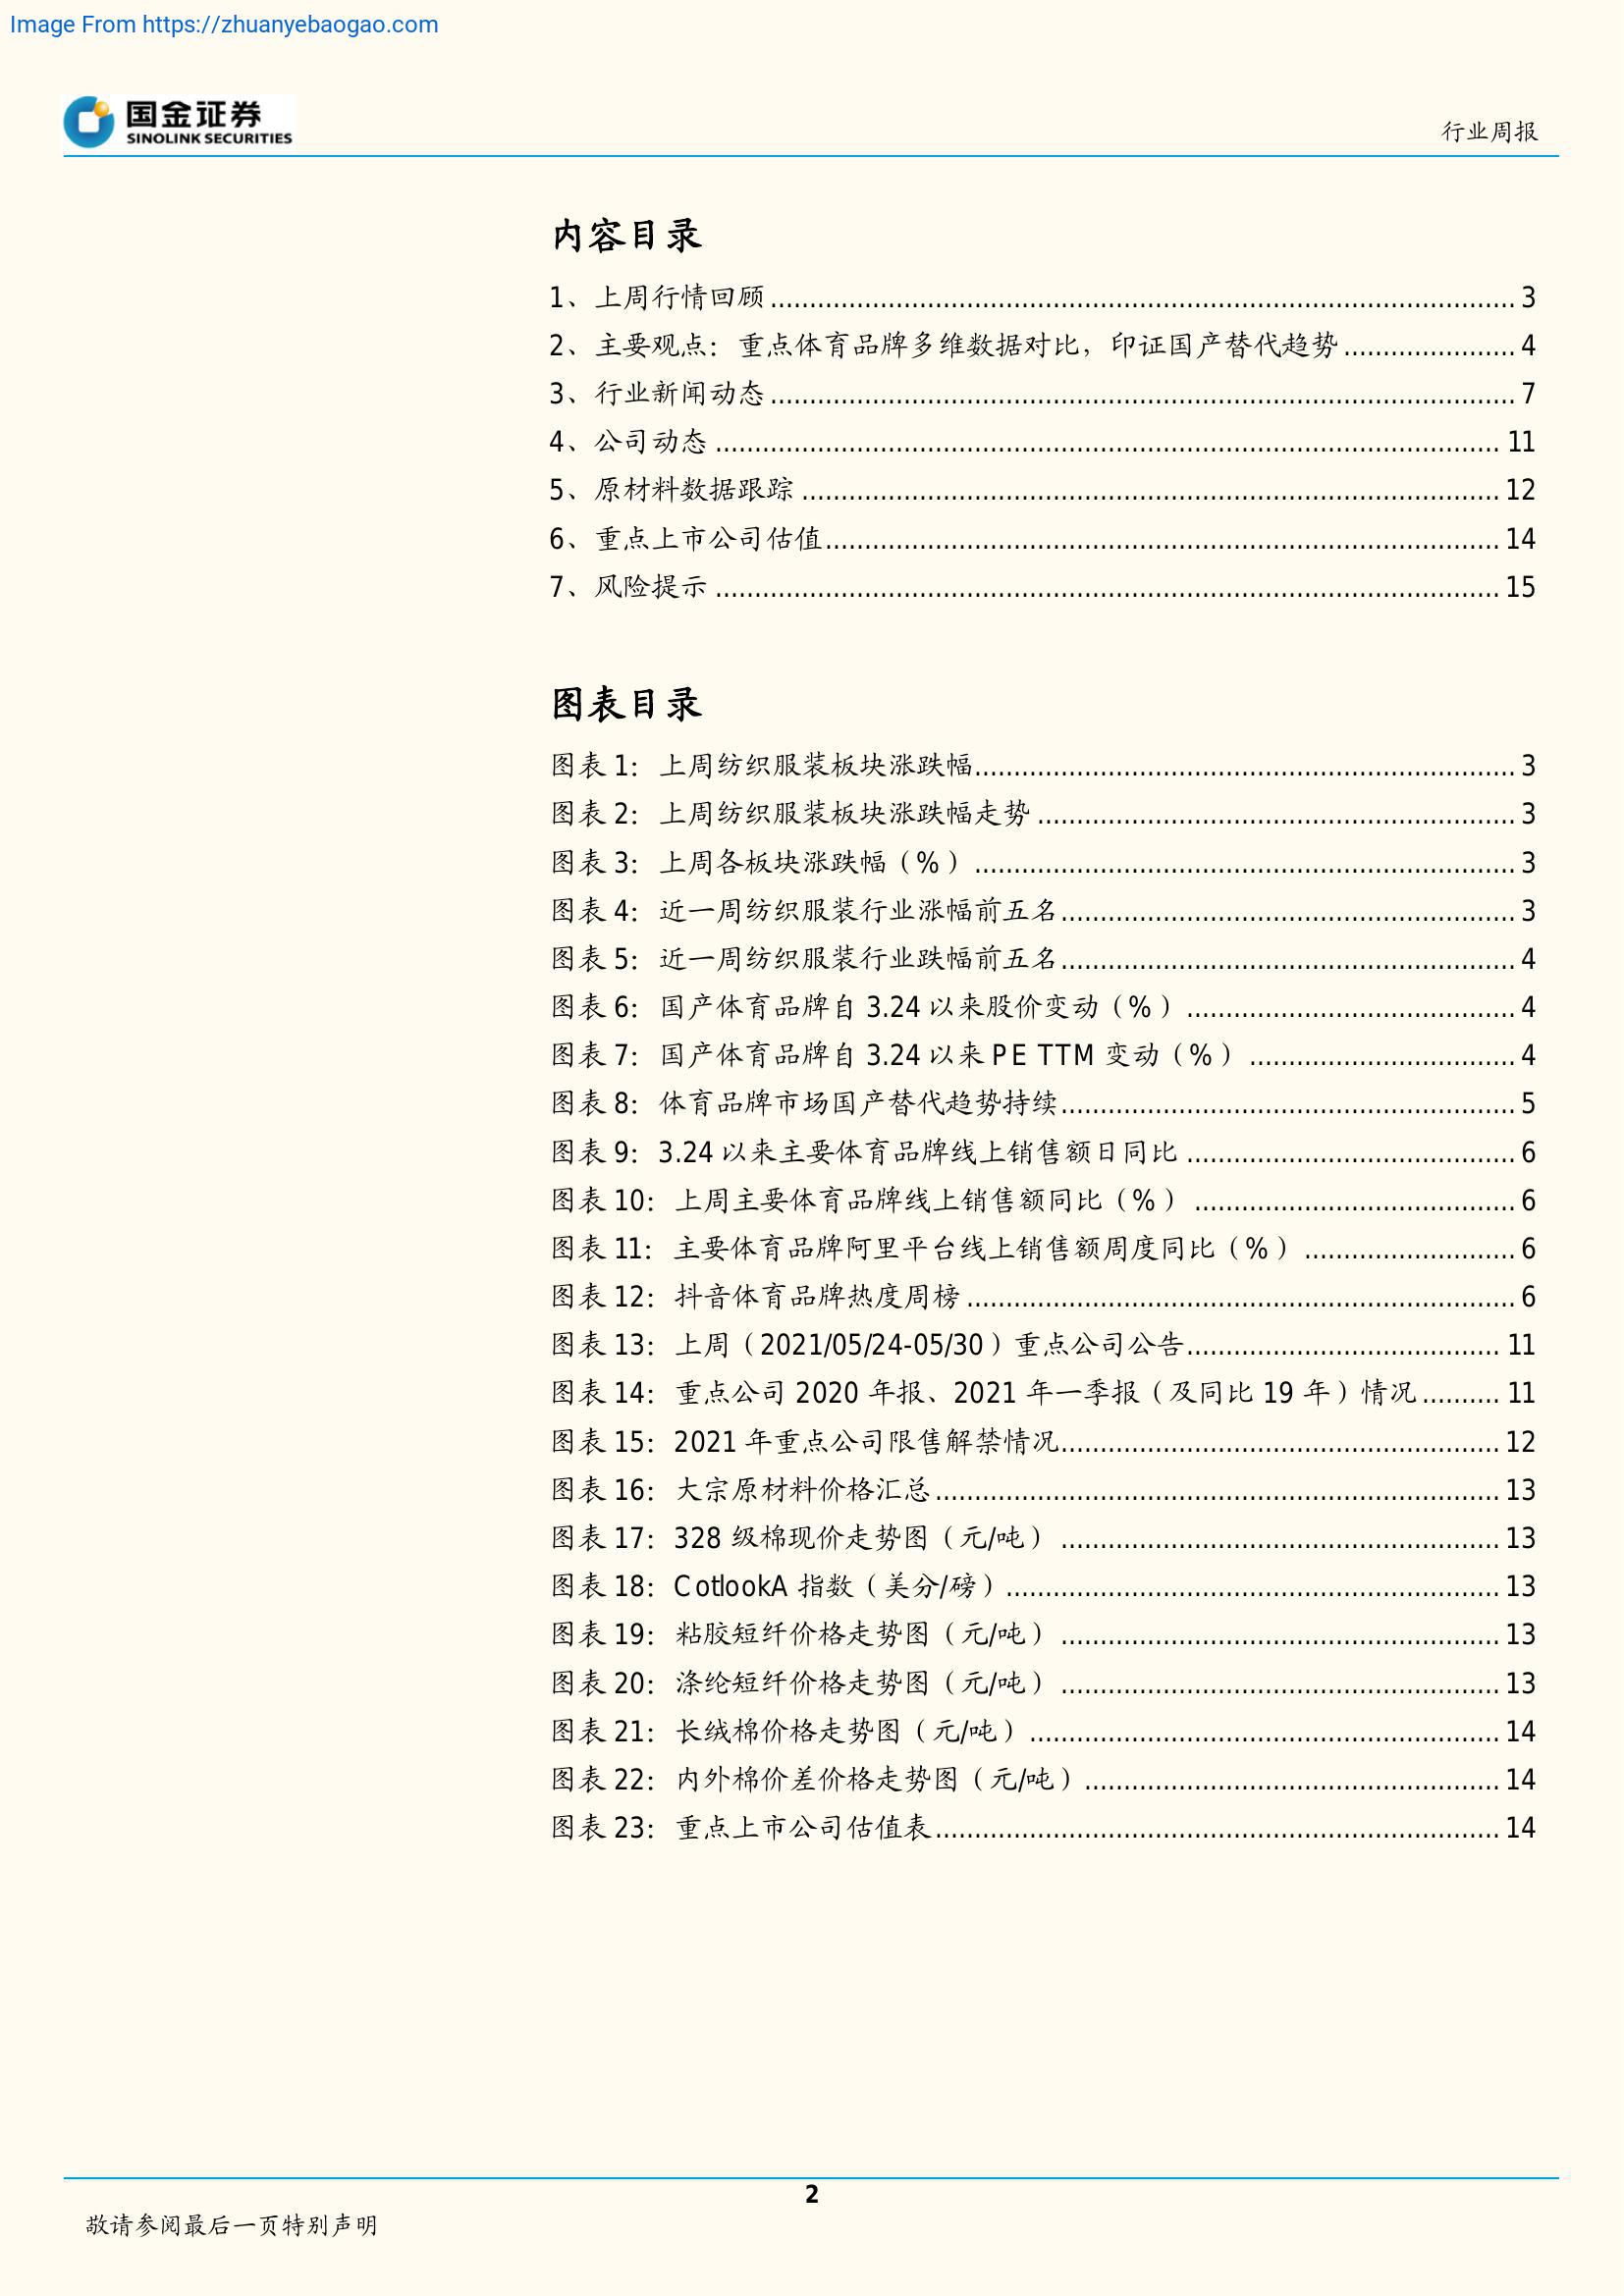 Image From https://zhuanyebaogao.com
国金证券
SINOLINK SECURITIES
行业周报
内容目录
1、上周行情回顾 3
2、主要观点：重点体育品牌多维数据对比，印证国产替代趋势 4
3、行业新闻动态 7
4、公司动态 11
5、原材料数据跟踪 12
6、重点上市公司估值 14
7、风险提示 15
图表目录
图表 1：上周纺织服装板块涨跌幅 3
图表 2：上周纺织服装板块涨跌幅走势 3
图表 3：上周各板块涨跌幅（%） 3
图表 4：近一周纺织服装行业涨幅前五名 3
图表 5：近一周纺织服装行业跌幅前五名 4
图表 6：国产体育品牌自 3.24 以来股价变动（%） 4
图表 7：国产体育品牌自 3.24 以来 PE TTM 变动（%） 4
图表 8：体育品牌市场国产替代趋势持续 5
图表 9：3.24 以来主要体育品牌线上销售额日同比 6
图表 10：上周主要体育品牌线上销售额同比（%） 6
图表 11：主要体育品牌阿里平台线上销售额周度同比（%） 6
图表 12：抖音体育品牌热度周榜 6
图表 13：上周（2021/05/24-05/30）重点公司公告 11
图表 14：重点公司 2020 年报、2021 年一季报（及同比 19 年）情况 11
图表 15：2021 年重点公司限售解禁情况 12
图表 16：大宗原材料价格汇总 13
图表 17：328 级棉现价走势图（元/吨） 13
图表 18：CotlookA 指数（美分/磅） 13
图表 19：粘胶短纤价格走势图（元/吨） 13
图表 20：涤纶短纤价格走势图（元/吨） 13
图表 21：长绒棉价格走势图（元/吨） 14
图表 22：内外棉价差价格走势图（元/吨） 14
图表 23：重点上市公司估值表 14
2
敬请参阅最后一页特别声明